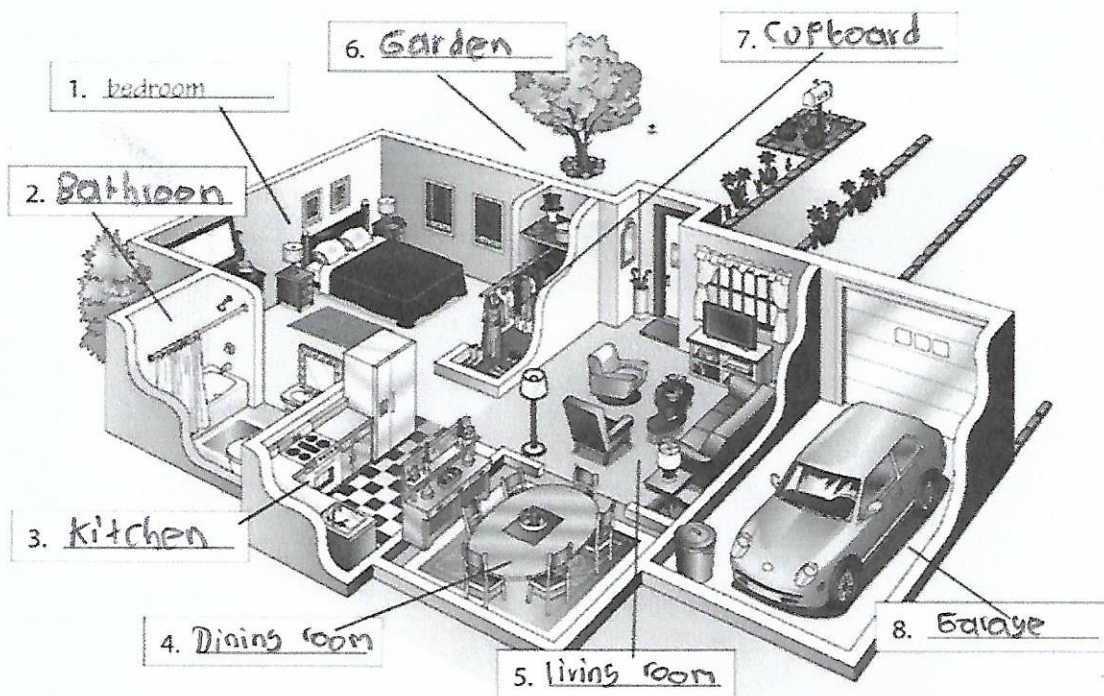 6. Garden
7. Cupboard
1. bedroom
2. Bathroon
3. Kitchen
4. Dining room
5. living room
8. Garage